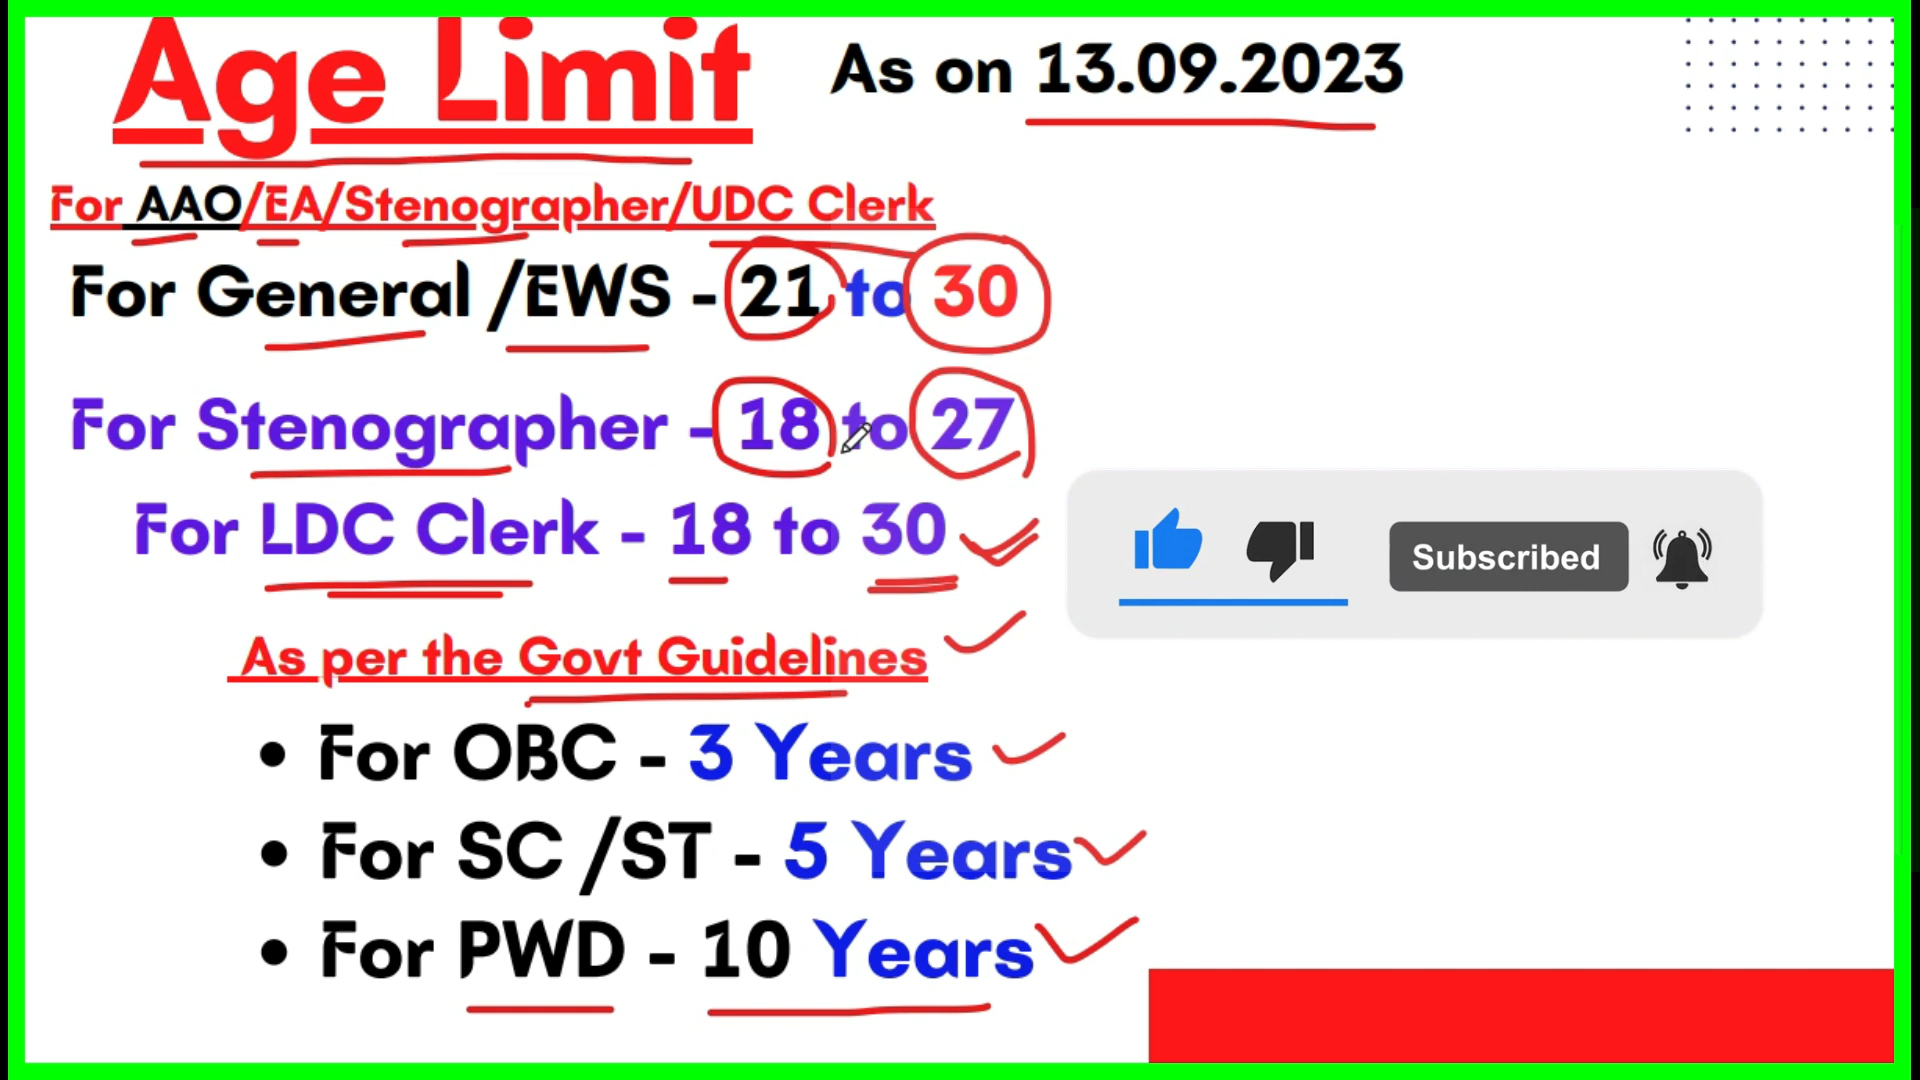 Age Limit As on 13.09.2023
For AAO/EA/Stenographer/UDC Clerk
For General /EWS - 21 to 30
For Stenographer - 18 to 27
For LDC Clerk - 18 to 30
Subscribed
As per the Govt Guidelines
• For OBC - 3 Years
• For SC /ST - 5 Years
• For PWD - 10 Years